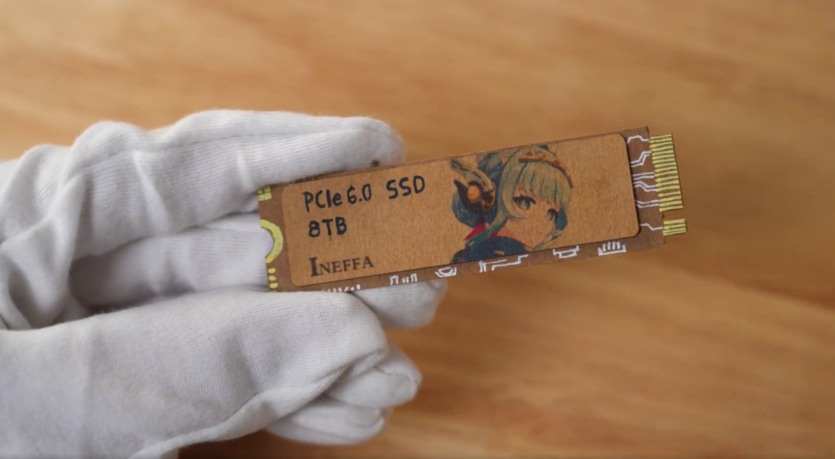 PCIe 6.0 SSD
8TB
INEFFA